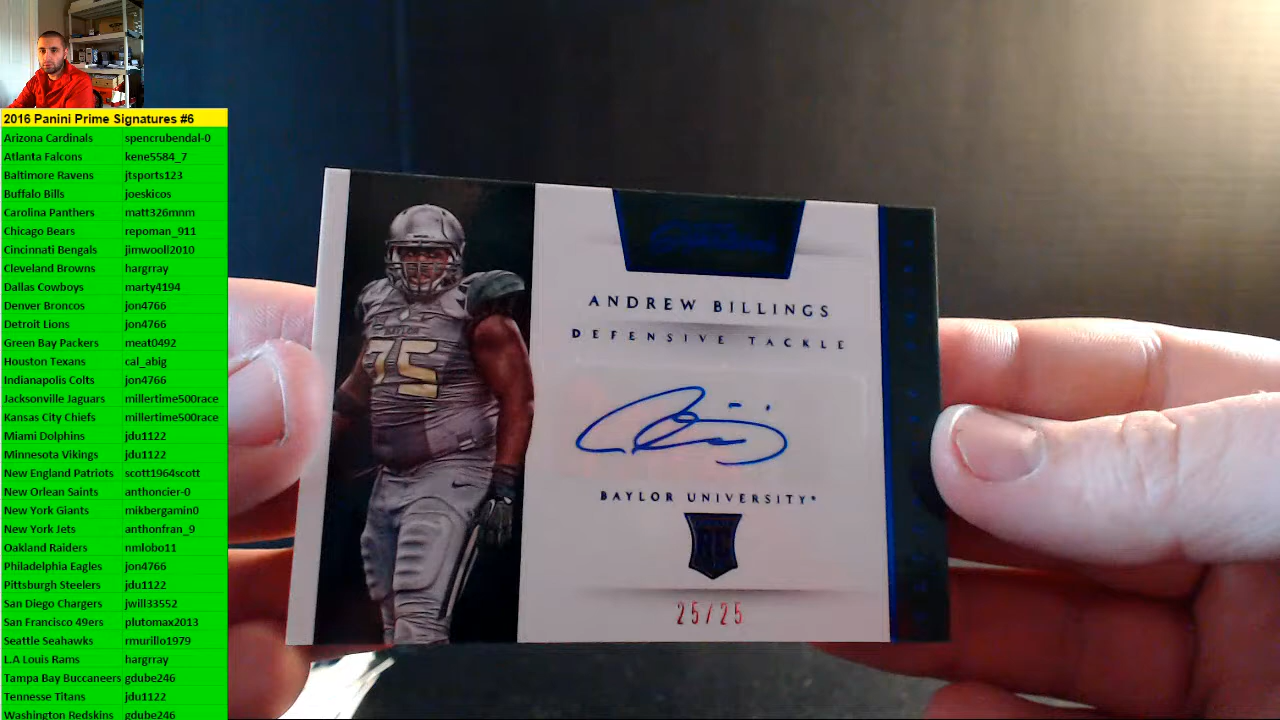 2016 Panini Prime Signatures #6
Arizona Cardinals spencrubendal-0
Atlanta Falcons kene5584_7
Baltimore Ravens jtsports123
Buffalo Bills joeskicos
Carolina Panthers matt326mnm
Chicago Bears repoman_911
Cincinnati Bengals jimwooll2010
Cleveland Browns hargrray
Dallas Cowboys marty4194
Denver Broncos jon4766
Detroit Lions jon4766
Green Bay Packers meat0492
Houston Texans cal_abig
Indianapolis Colts jon4766
Jacksonville Jaguars millertime500race
Kansas City Chiefs millertime500race
Miami Dolphins jdu1122
Minnesota Vikings jdu1122
New England Patriots scott1964scott
New Orlean Saints anthoncier-0
New York Giants mikbergamin0
New York Jets anthonfran_9
Oakland Raiders nmlobo11
Philadelphia Eagles jon4766
Pittsburgh Steelers jdu1122
San Diego Chargers jwill33552
San Francisco 49ers plutomax2013
Seattle Seahawks rmurillo1979
L.A Louis Rams hargrray
Tampa Bay Buccaneers gdube246
Tennesse Titans jdu1122
Washington Redskins gdube246
75
ANDREW BILLINGS
DEFENSIVE TACKLE
BAYLOR UNIVERSITY
RC
25/25